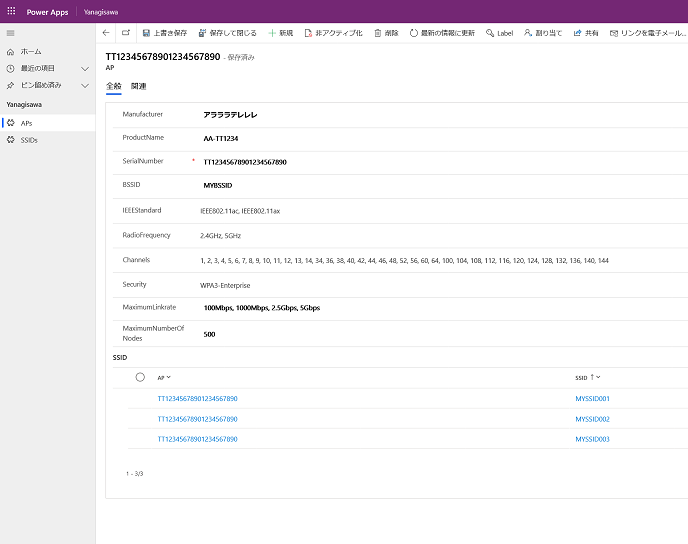 Power Apps Yanagisawa
上書き保存 保存して閉じる 新規 非アクティブ化 削除 最新の情報に更新 Label 割り当て 共有 リンクを電子メール...
ホーム
最近の項目
ピン留め済み
Yanagisawa
APs
SSIDs
TT12345678901234567890 - 保存済み
AP
全般 関連
Manufacturer アララララテレレレ
ProductName AA-TT1234
SerialNumber * TT12345678901234567890
BSSID MYBSSID
IEEEStandard IEEE802.11ac, IEEE802.11ax
RadioFrequency 2.4GHz, 5GHz
Channels 1, 2, 3, 4, 5, 6, 7, 8, 9, 10, 11, 12, 13, 14, 34, 36, 38, 40, 42, 44, 46, 48, 52, 56, 60, 64, 100, 104, 108, 112, 116, 120, 124, 128, 132, 136, 140, 144
Security WPA3-Enterprise
MaximumLinkrate 100Mbps, 1000Mbps, 2.5Gbps, 5Gbps
MaximumNumberOf
Nodes 500
SSID
AP SSID ↑
TT12345678901234567890 MYSSID001
TT12345678901234567890 MYSSID002
TT12345678901234567890 MYSSID003
1 - 3/3